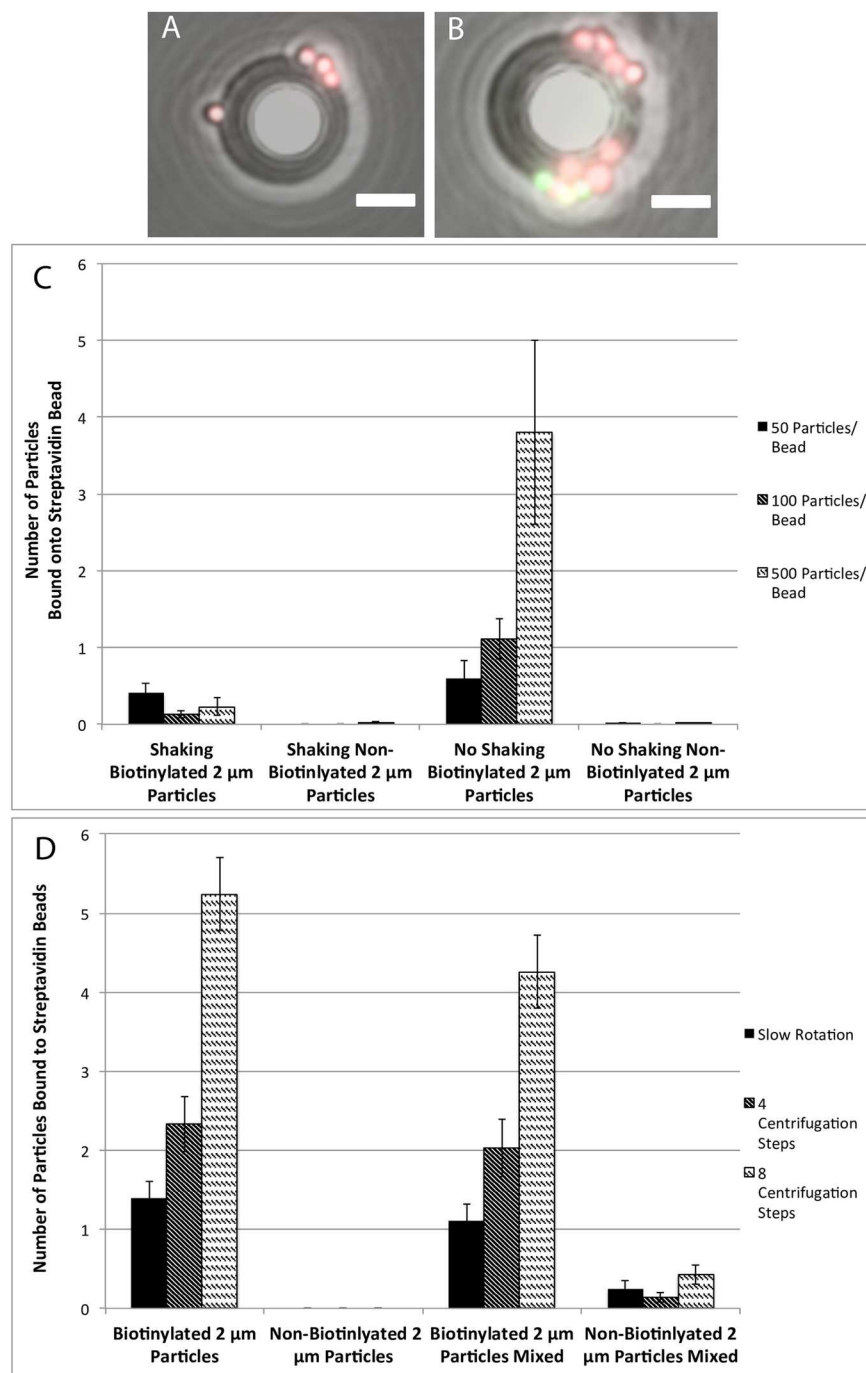 A
B
C
Number of Particles
Bound onto Streptavidin Bead
6
5
4
3
2
1
0
Shaking
Biotinylated 2 µm
Particles
Shaking Non-
Biotinlyated 2 µm
Particles
No Shaking
Biotinylated 2 µm
Particles
No Shaking Non-
Biotinlyated 2 µm
Particles
50 Particles/
Bead
100 Particles/
Bead
500 Particles/
Bead
D
Number of Particles Bound to Streptavidin Beads
6
5
4
3
2
1
0
Biotinylated 2 µm
Particles
Non-Biotinlyated 2
µm Particles
Biotinylated 2 µm
Particles Mixed
Non-Biotinlyated 2
µm Particles Mixed
Slow Rotation
4
Centrifugation
Steps
8
Centrifugation
Steps